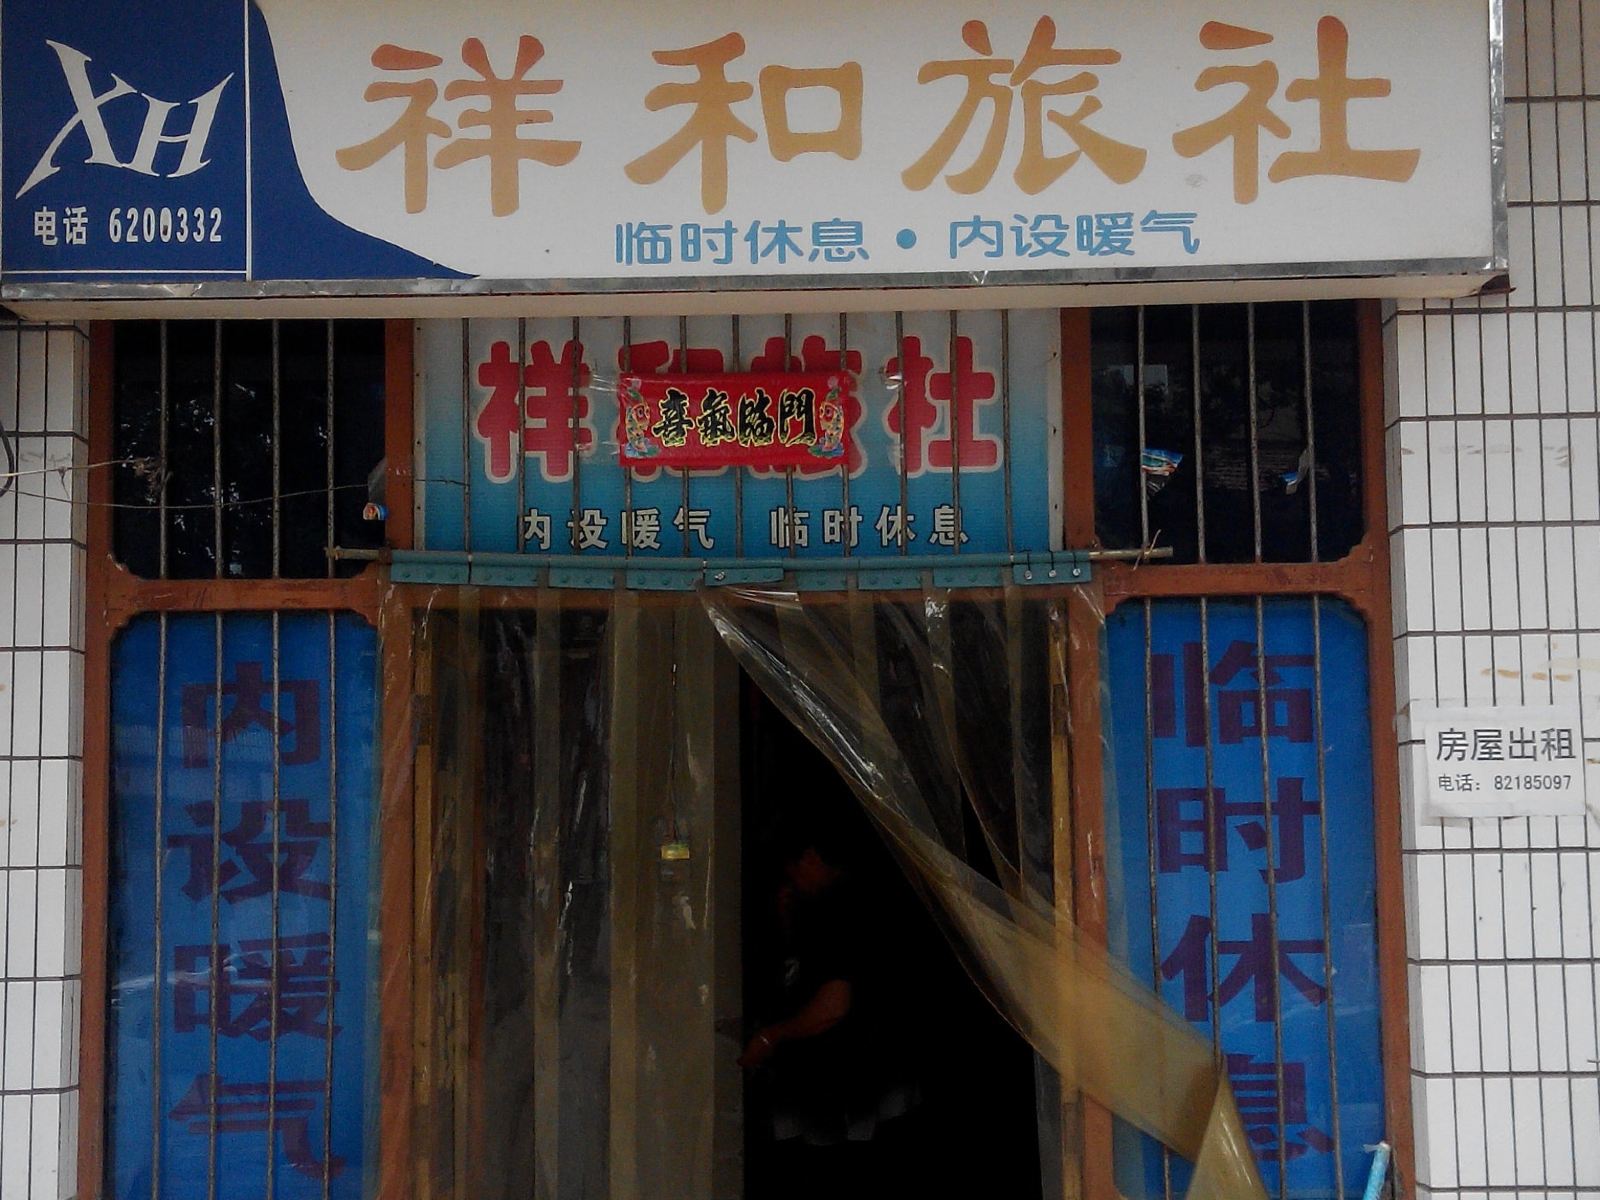 XH
电话 6200332
祥和旅社
临时休息·内设暖气
祥和旅社
喜氣臨門
内设暖气 临时休息
内设暖气
临时休息
房屋出租
电话：82185097